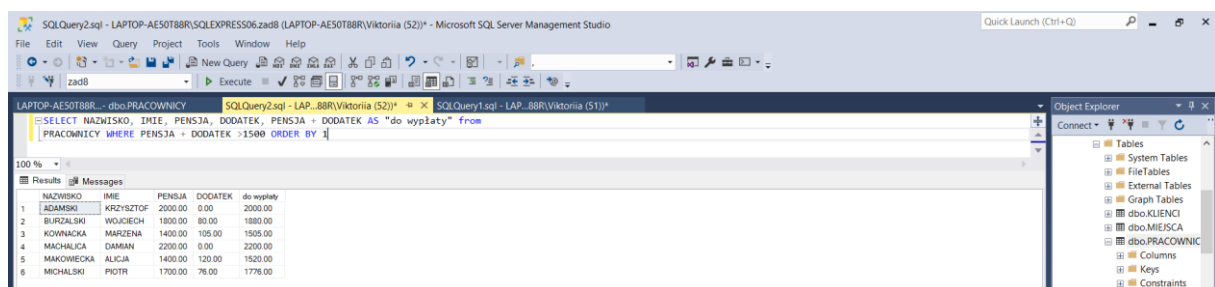 SQLQuery2.sql - LAPTOP-AE50T88R\SQLEXPRESS06.zad8 (LAPTOP-AE50T88R\Viktoriia (52))* - Microsoft SQL Server Management Studio
Quick Launch (Ctrl+Q)
File Edit View Query Project Tools Window Help
New Query
zad8 Execute
LAPTOP-AE50T88R...- dbo.PRACOWNICY SQLQuery2.sql - LAP...88R\Viktoriia (52))* SQLQuery1.sql - LAP...88R\Viktoriia (51))*
SELECT NAZWISKO, IMIE, PENSJA, DODATEK, PENSJA + DODATEK AS "do wypłaty" from
PRACOWNICY WHERE PENSJA + DODATEK >1500 ORDER BY 1
100 %
Results Messages
NAZWISKO IMIE PENSJA DODATEK do wypłaty
1 ADAMSKI KRZYSZTOF 2000.00 0.00 2000.00
2 BURZALSKI WOJCIECH 1800.00 80.00 1880.00
3 KOWNACKA MARZENA 1400.00 105.00 1505.00
4 MACHALICA DAMIAN 2200.00 0.00 2200.00
5 MAKOWIECKA ALICJA 1400.00 120.00 1520.00
6 MICHALSKI PIOTR 1700.00 76.00 1776.00
Object Explorer
Connect
Tables
System Tables
FileTables
External Tables
Graph Tables
dbo.KLIENCI
dbo.MIEJSCA
dbo.PRACOWNIC
Columns
Keys
Constraints